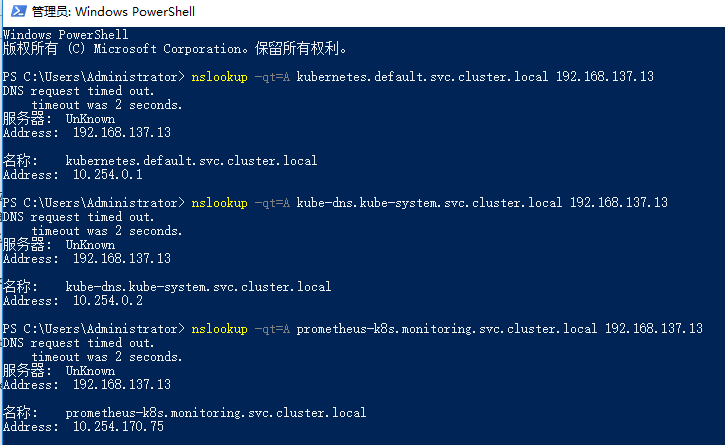 管理员: Windows PowerShell
Windows PowerShell
版权所有 (C) Microsoft Corporation。保留所有权利。
PS C:\Users\Administrator> nslookup -qt=A kubernetes.default.svc.cluster.local 192.168.137.13
DNS request timed out.
    timeout was 2 seconds.
服务器:  UnKnown
Address:  192.168.137.13
名称:    kubernetes.default.svc.cluster.local
Address:  10.254.0.1
PS C:\Users\Administrator> nslookup -qt=A kube-dns.kube-system.svc.cluster.local 192.168.137.13
DNS request timed out.
    timeout was 2 seconds.
服务器:  UnKnown
Address:  192.168.137.13
名称:    kube-dns.kube-system.svc.cluster.local
Address:  10.254.0.2
PS C:\Users\Administrator> nslookup -qt=A prometheus-k8s.monitoring.svc.cluster.local 192.168.137.13
DNS request timed out.
    timeout was 2 seconds.
服务器:  UnKnown
Address:  192.168.137.13
名称:    prometheus-k8s.monitoring.svc.cluster.local
Address:  10.254.170.75